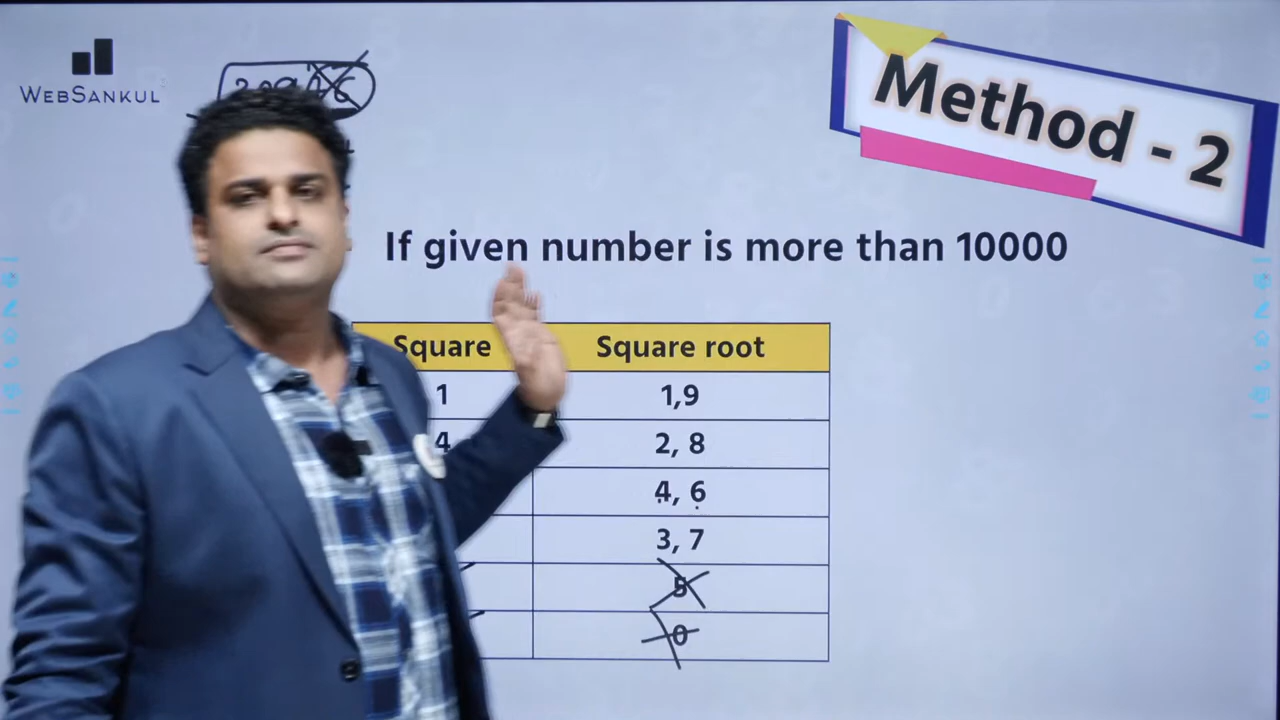 WEBSANKUL
Method - 2
If given number is more than 10000
Square Square root
1 1,9
4 2, 8
4, 6
3, 7
5
0